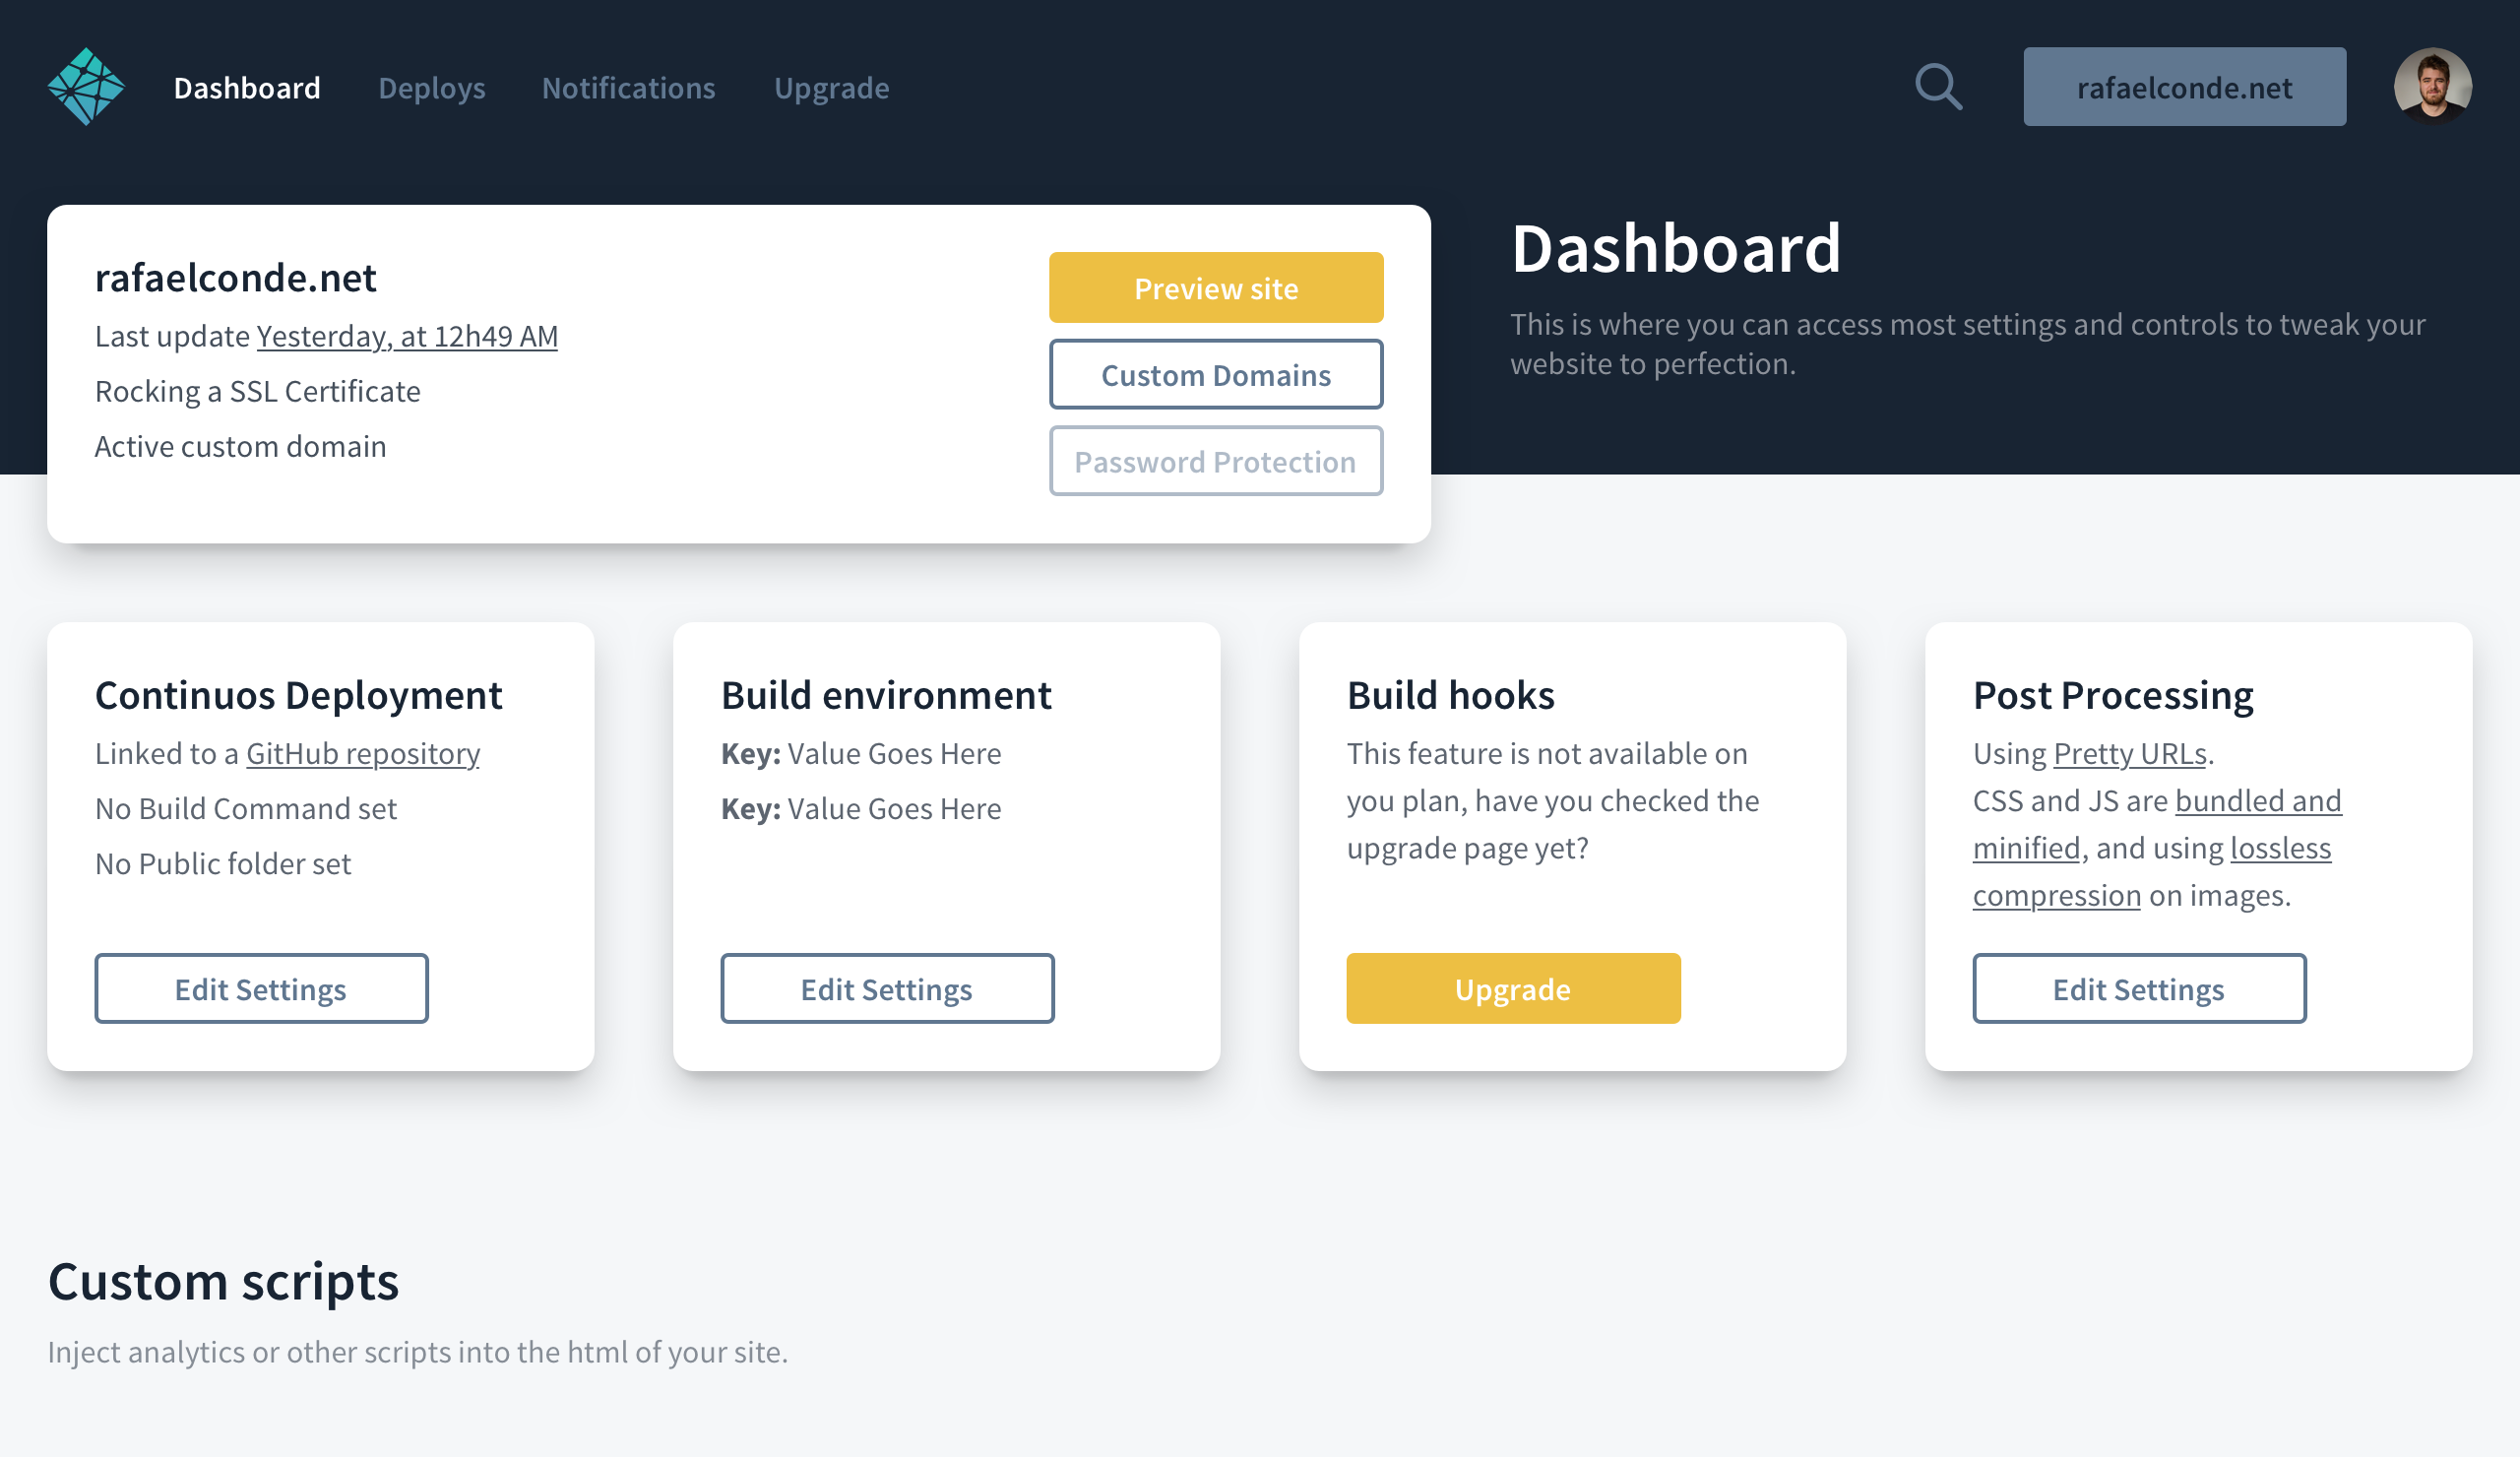 Dashboard
Deploys
Notifications
Upgrade
rafaelconde.net
rafaelconde.net
Last update Yesterday, at 12h49 AM
Rocking a SSL Certificate
Active custom domain
Preview site
Custom Domains
Password Protection
Dashboard
This is where you can access most settings and controls to tweak your
website to perfection.
Continuos Deployment
Linked to a GitHub repository
No Build Command set
No Public folder set
Edit Settings
Build environment
Key: Value Goes Here
Key: Value Goes Here
Edit Settings
Build hooks
This feature is not available on
you plan, have you checked the
upgrade page yet?
Upgrade
Post Processing
Using Pretty URLs.
CSS and JS are bundled and
minified, and using lossless
compression on images.
Edit Settings
Custom scripts
Inject analytics or other scripts into the html of your site.